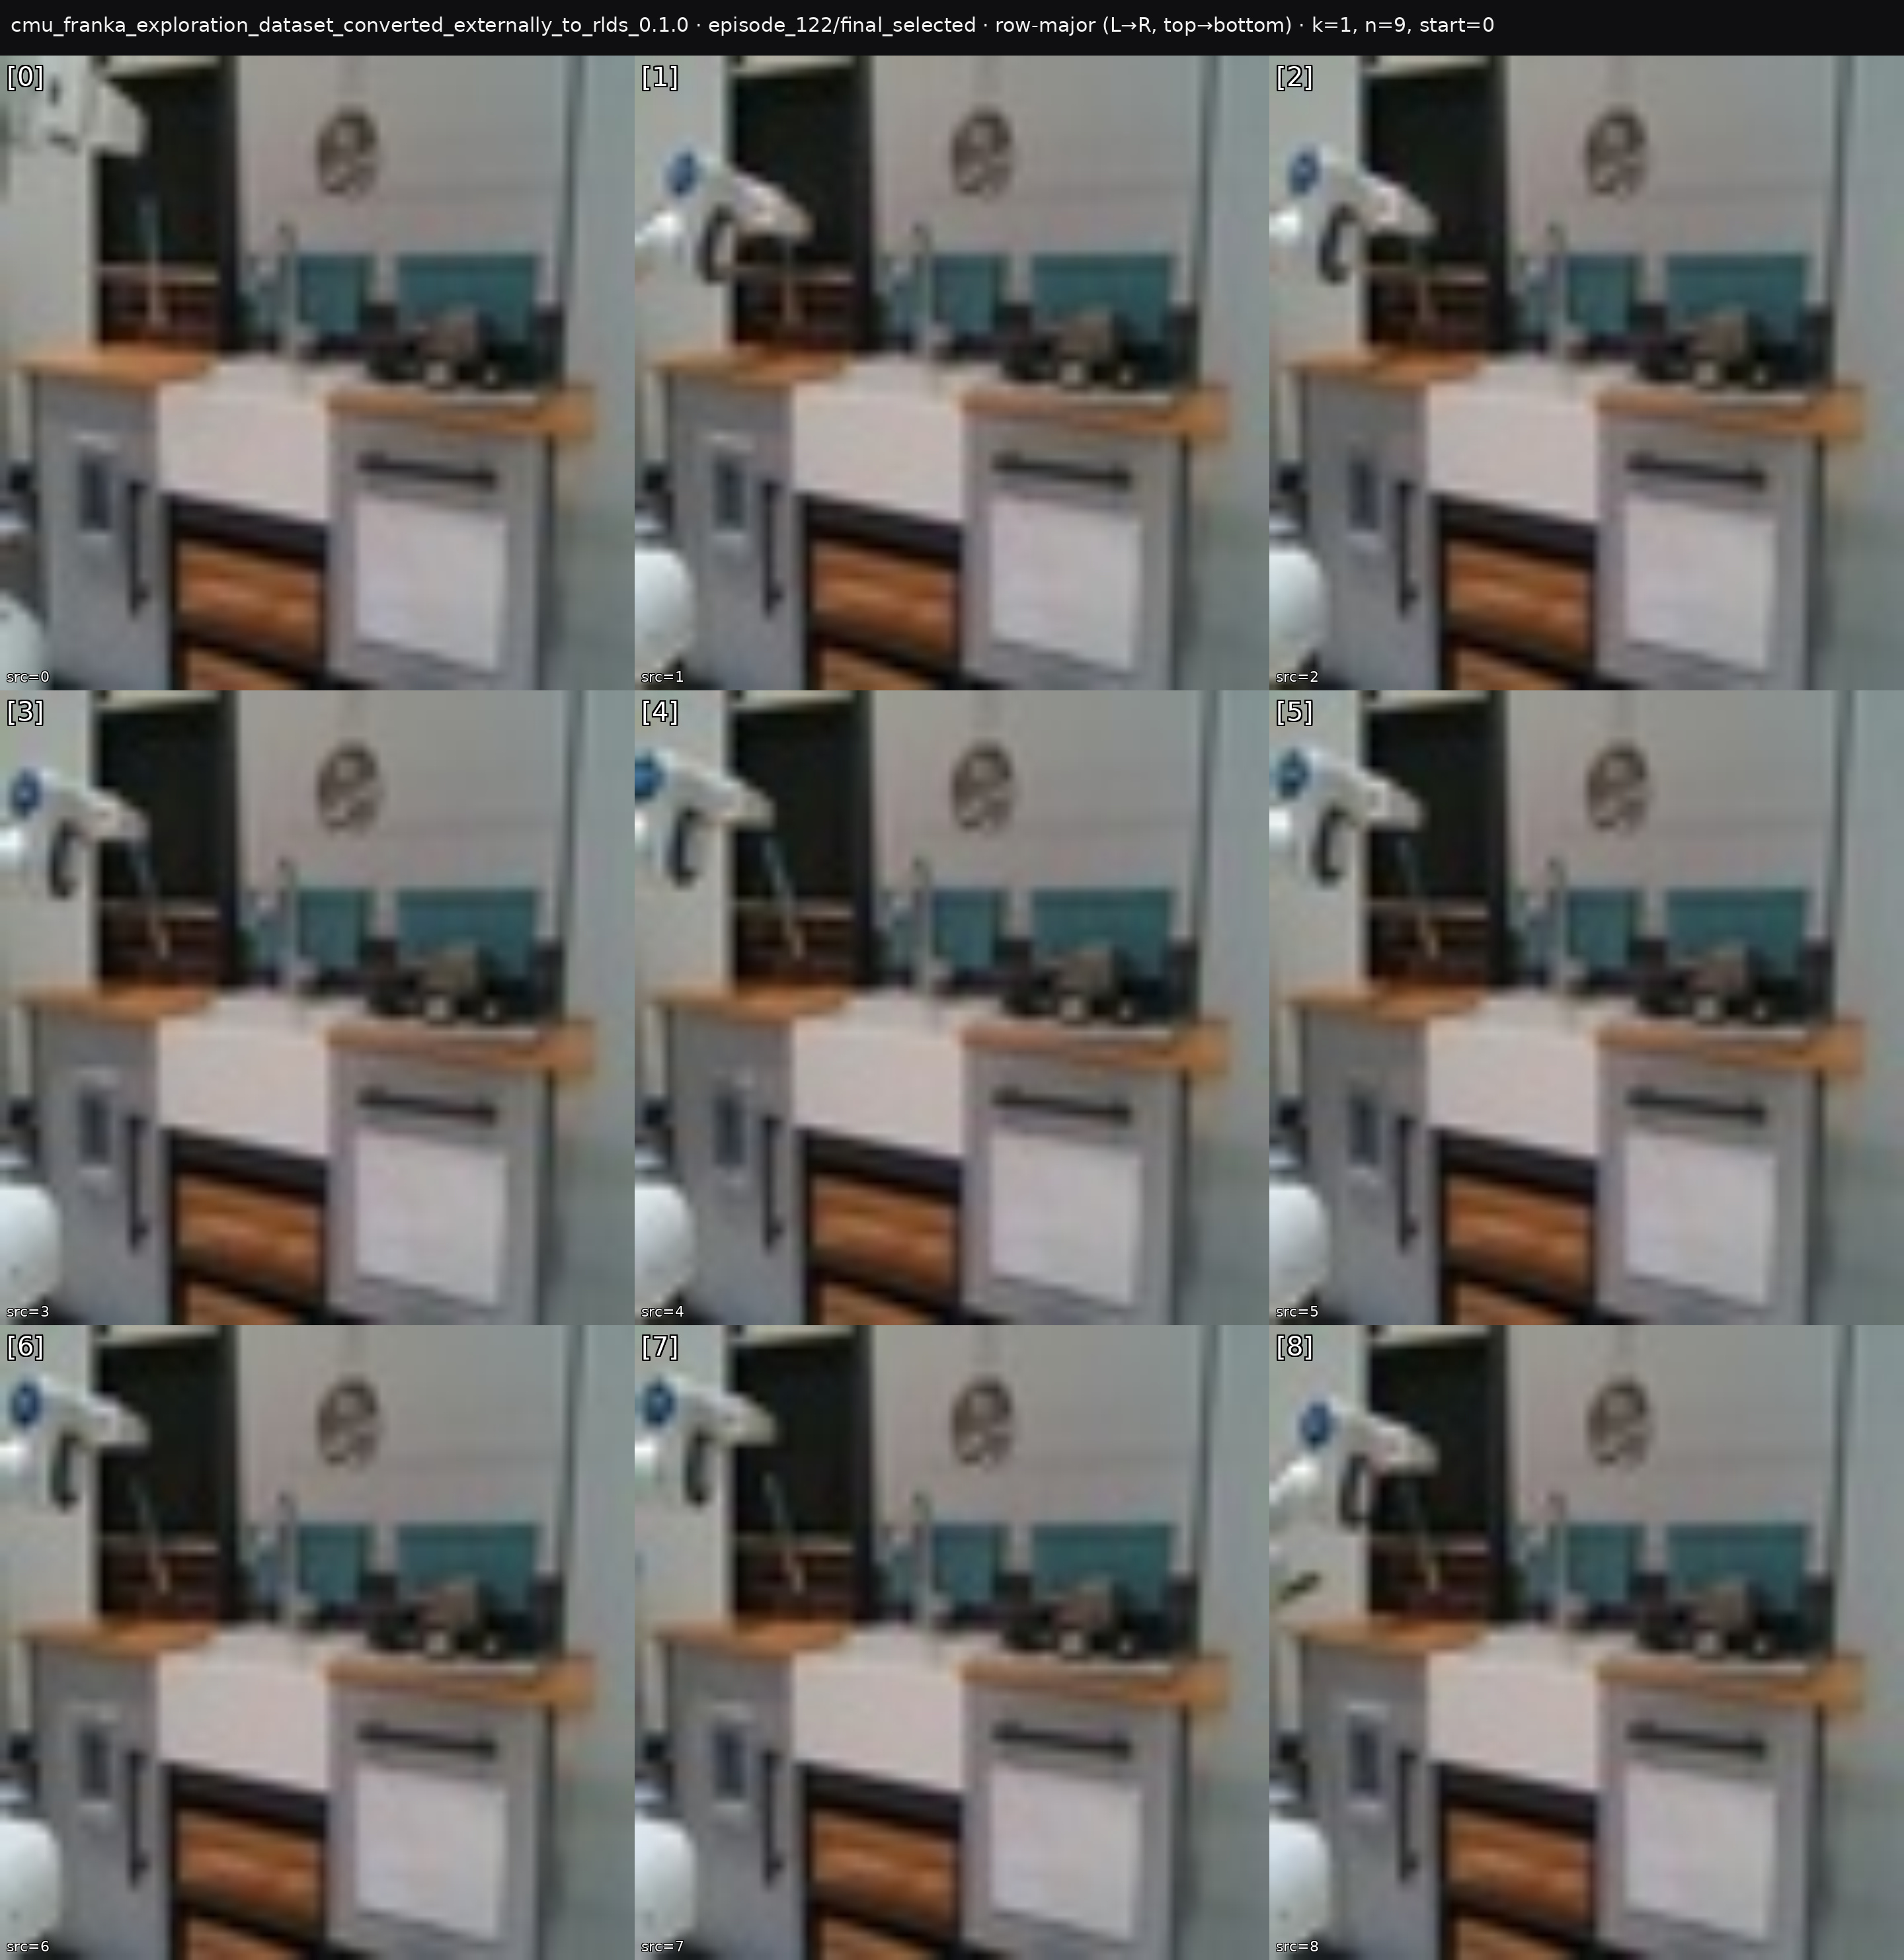 cmu_franka_exploration_dataset_converted_externally_to_rlds_0.1.0 · episode_122/final_selected · row-major (L→R, top→bottom) · k=1, n=9, start=0
[0] [1] [2]
src=0 src=1 src=2
[3] [4] [5]
src=3 src=4 src=5
[6] [7] [8]
src=6 src=7 src=8